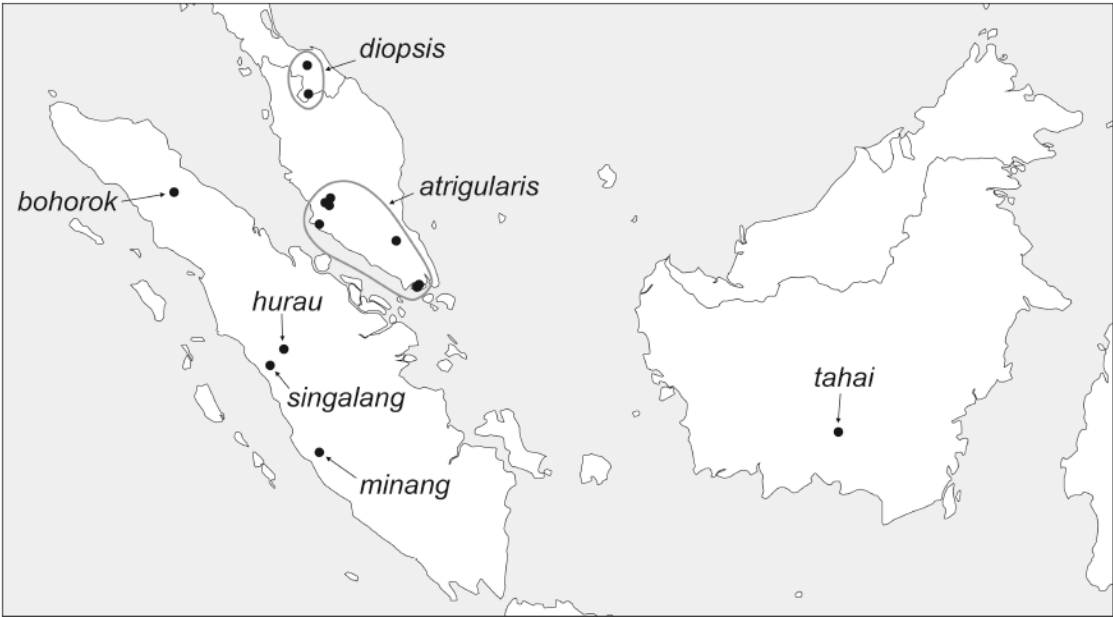 diopsis
atrigularis
bohorok
hurau
tahai
singalang
minang